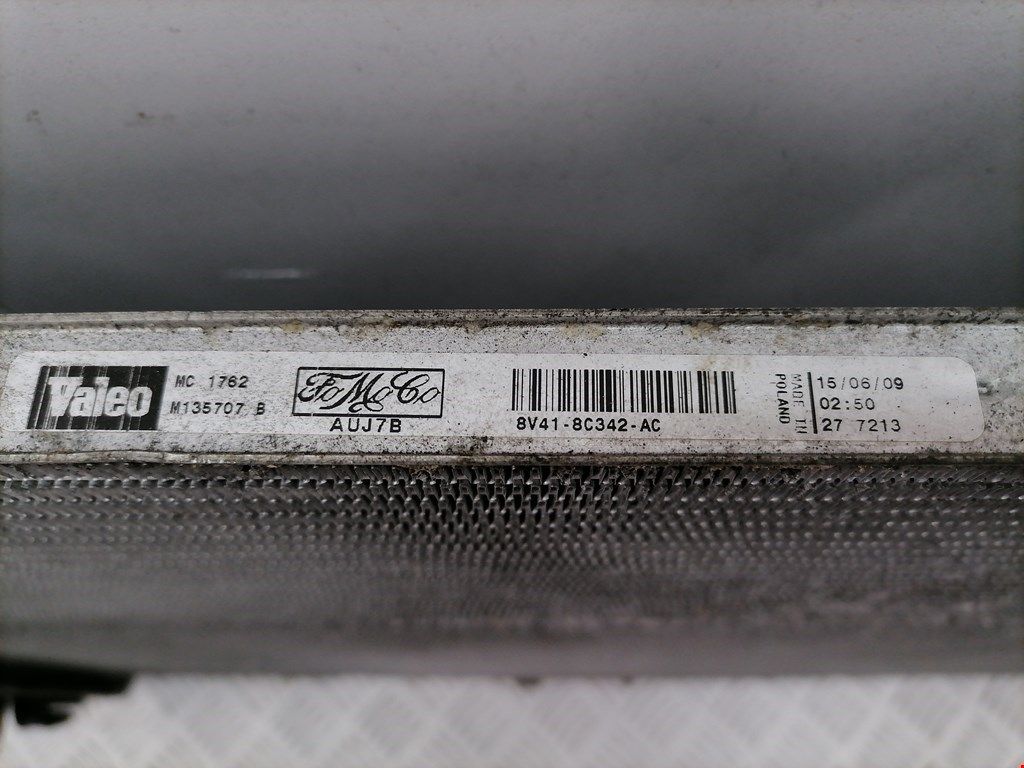 Valeo
MC 1762
M135707 B
FoMoCo
AUJ7B
8V41-8C342-AC
MADE IN
POLAND
15/06/09
02:50
27 7213